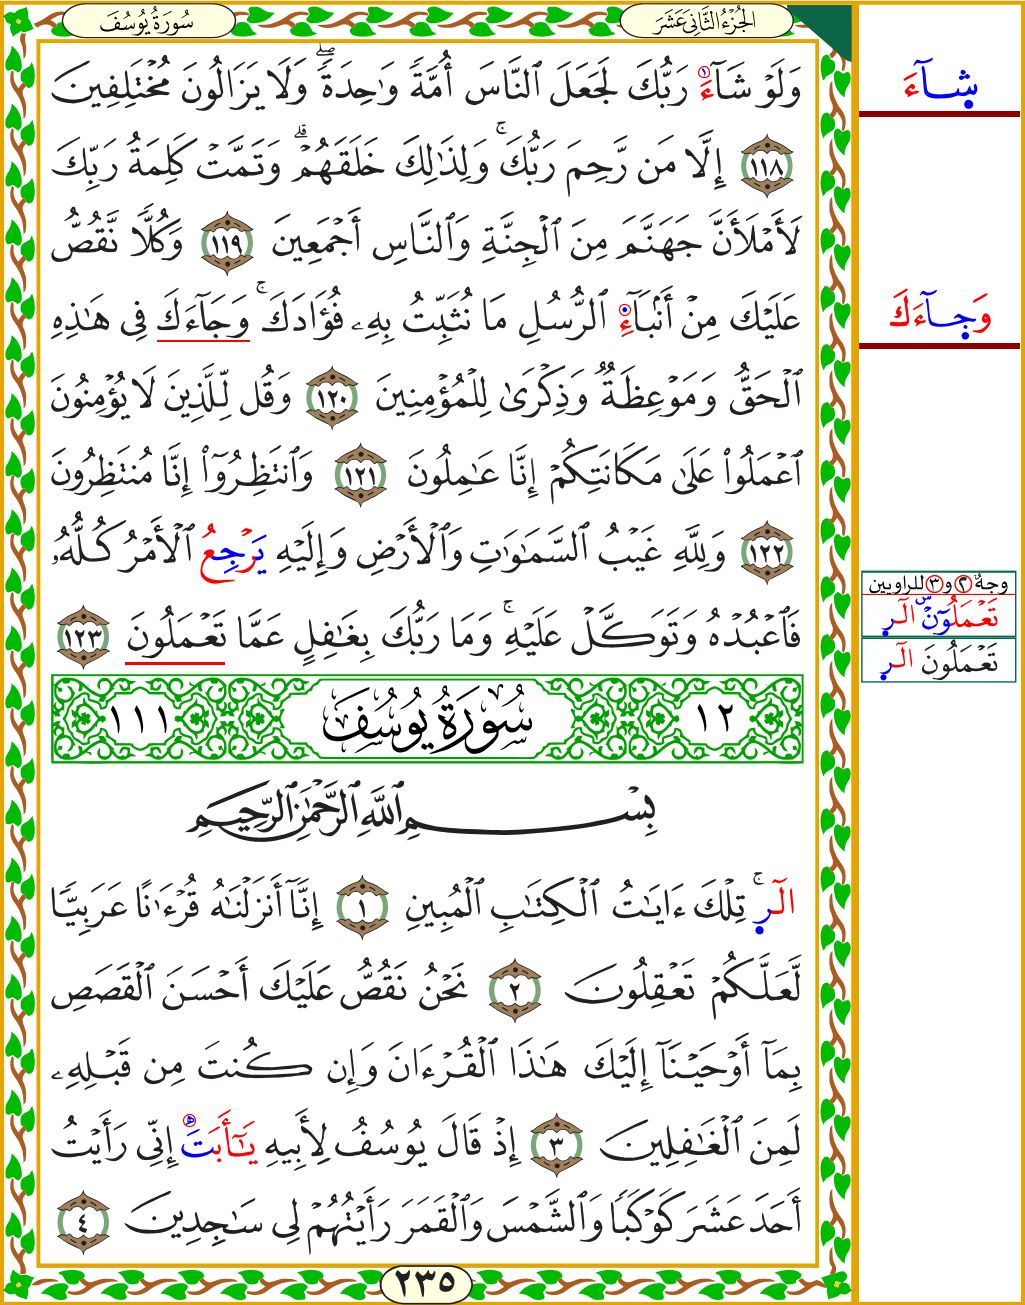 الجُزْءُ الثَّانِيَ عَشَرَ
سُورَةُ يُوسُفَ
وَلَوْ شَآءَ رَبُّكَ لَجَعَلَ ٱلنَّاسَ أُمَّةً وَٰحِدَةً ۖ وَلَا يَزَالُونَ مُخْتَلِفِينَ
١١٨ إِلَّا مَن رَّحِمَ رَبُّكَ ۚ وَلِذَٰلِكَ خَلَقَهُمْ ۗ وَتَمَّتْ كَلِمَةُ رَبِّكَ
لَأَمْلَأَنَّ جَهَنَّمَ مِنَ ٱلْجِنَّةِ وَٱلنَّاسِ أَجْمَعِينَ ١١٩ وَكُلًّا نَّقُصُّ
عَلَيْكَ مِنْ أَنۢبَآءِ ٱلرُّسُلِ مَا نُثَبِّتُ بِهِۦ فُؤَادَكَ ۚ وَجَآءَكَ فِى هَٰذِهِ
ٱلْحَقُّ وَمَوْعِظَةٌ وَذِكْرَىٰ لِلْمُؤْمِنِينَ ١٢٠ وَقُل لِّلَّذِينَ لَا يُؤْمِنُونَ
ٱعْمَلُوا۟ عَلَىٰ مَكَانَتِكُمْ إِنَّا عَٰمِلُونَ ١٢١ وَٱنتَظِرُوٓا۟ إِنَّا مُنتَظِرُونَ
١٢٢ وَلِلَّهِ غَيْبُ ٱلسَّمَٰوَٰتِ وَٱلْأَرْضِ وَإِلَيْهِ يَرْجِعُ ٱلْأَمْرُ كُلُّهُۥ
فَٱعْبُدْهُ وَتَوَكَّلْ عَلَيْهِ ۚ وَمَا رَبُّكَ بِغَٰفِلٍ عَمَّا تَعْمَلُونَ ١٢٣
١٢ سُورَةُ يُوسُفَ ١١١
بِسْمِ ٱللَّهِ ٱلرَّحْمَٰنِ ٱلرَّحِيمِ
الٓر ۚ تِلْكَ ءَايَٰتُ ٱلْكِتَٰبِ ٱلْمُبِينِ ١ إِنَّآ أَنزَلْنَٰهُ قُرْءَٰنًا عَرَبِيًّا
لَّعَلَّكُمْ تَعْقِلُونَ ٢ نَحْنُ نَقُصُّ عَلَيْكَ أَحْسَنَ ٱلْقَصَصِ
بِمَآ أَوْحَيْنَآ إِلَيْكَ هَٰذَا ٱلْقُرْءَانَ وَإِن كُنتَ مِن قَبْلِهِۦ
لَمِنَ ٱلْغَٰفِلِينَ ٣ إِذْ قَالَ يُوسُفُ لِأَبِيهِ يَٰٓأَبَتَ إِنِّى رَأَيْتُ
أَحَدَ عَشَرَ كَوْكَبًا وَٱلشَّمْسَ وَٱلْقَمَرَ رَأَيْتُهُمْ لِى سَٰجِدِينَ ٤
٢٣٥
شَآءَ
وَجَآءَكَ
وجهٌ ٢ و ٣ للراويين
تَعْمَلُونَ ۜ الٓر
تَعْمَلُونَ الٓر